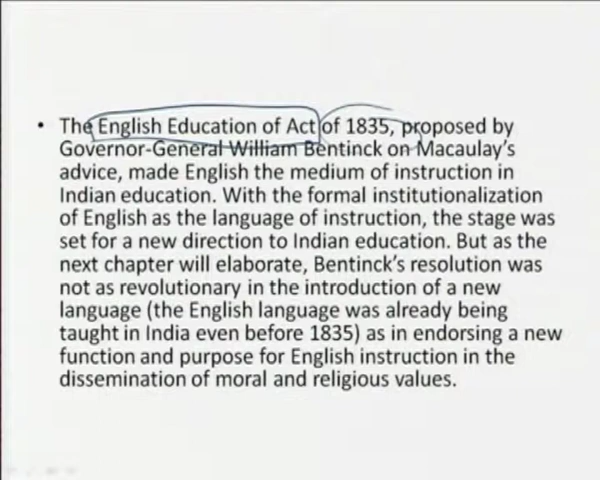 • The English Education of Act of 1835, proposed by
Governor-General William Bentinck on Macaulay's
advice, made English the medium of instruction in
Indian education. With the formal institutionalization
of English as the language of instruction, the stage was
set for a new direction to Indian education. But as the
next chapter will elaborate, Bentinck's resolution was
not as revolutionary in the introduction of a new
language (the English language was already being
taught in India even before 1835) as in endorsing a new
function and purpose for English instruction in the
dissemination of moral and religious values.